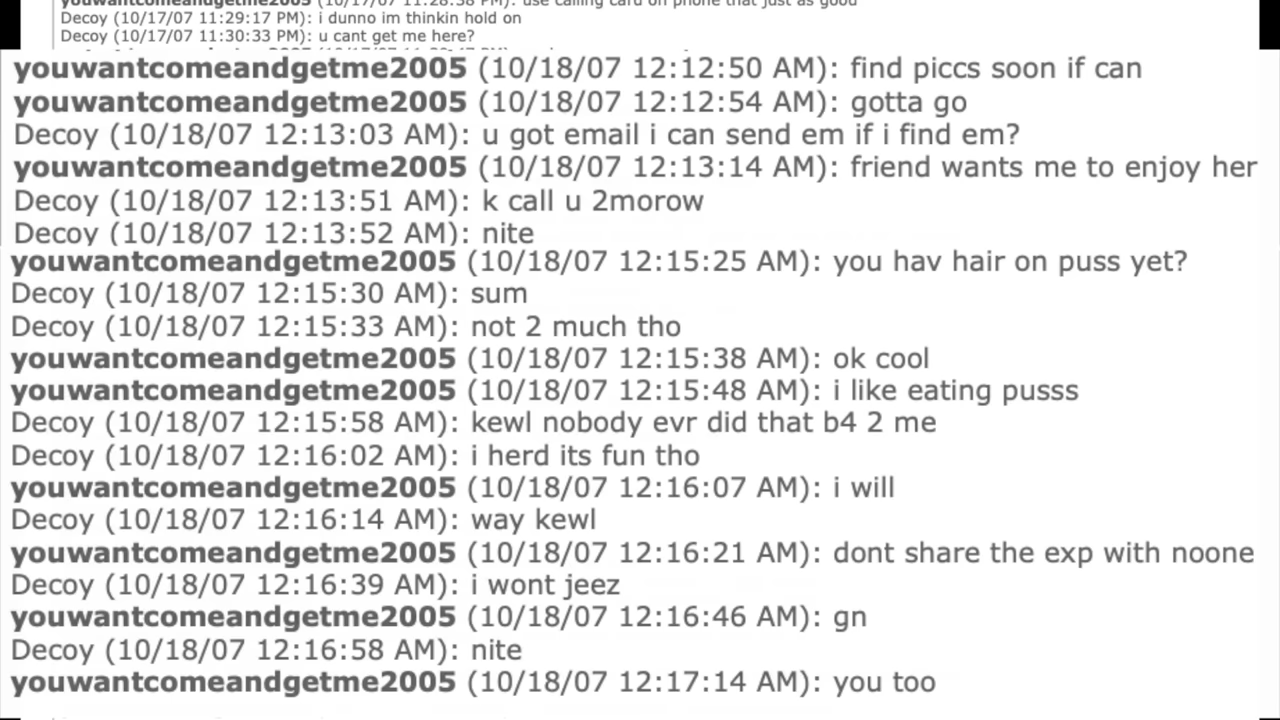 youwantcomeandgetme2005 (10/17/07 11:28:38 PM): use calling card on phone that just as good
Decoy (10/17/07 11:29:17 PM): i dunno im thinkin hold on
Decoy (10/17/07 11:30:33 PM): u cant get me here?
youwantcomeandgetme2005 (10/18/07 12:12:50 AM): find piccs soon if can
youwantcomeandgetme2005 (10/18/07 12:12:54 AM): gotta go
Decoy (10/18/07 12:13:03 AM): u got email i can send em if i find em?
youwantcomeandgetme2005 (10/18/07 12:13:14 AM): friend wants me to enjoy her
Decoy (10/18/07 12:13:51 AM): k call u 2morow
Decoy (10/18/07 12:13:52 AM): nite
youwantcomeandgetme2005 (10/18/07 12:15:25 AM): you hav hair on puss yet?
Decoy (10/18/07 12:15:30 AM): sum
Decoy (10/18/07 12:15:33 AM): not 2 much tho
youwantcomeandgetme2005 (10/18/07 12:15:38 AM): ok cool
youwantcomeandgetme2005 (10/18/07 12:15:48 AM): i like eating pusss
Decoy (10/18/07 12:15:58 AM): kewl nobody evr did that b4 2 me
Decoy (10/18/07 12:16:02 AM): i herd its fun tho
youwantcomeandgetme2005 (10/18/07 12:16:07 AM): i will
Decoy (10/18/07 12:16:14 AM): way kewl
youwantcomeandgetme2005 (10/18/07 12:16:21 AM): dont share the exp with noone
Decoy (10/18/07 12:16:39 AM): i wont jeez
youwantcomeandgetme2005 (10/18/07 12:16:46 AM): gn
Decoy (10/18/07 12:16:58 AM): nite
youwantcomeandgetme2005 (10/18/07 12:17:14 AM): you too